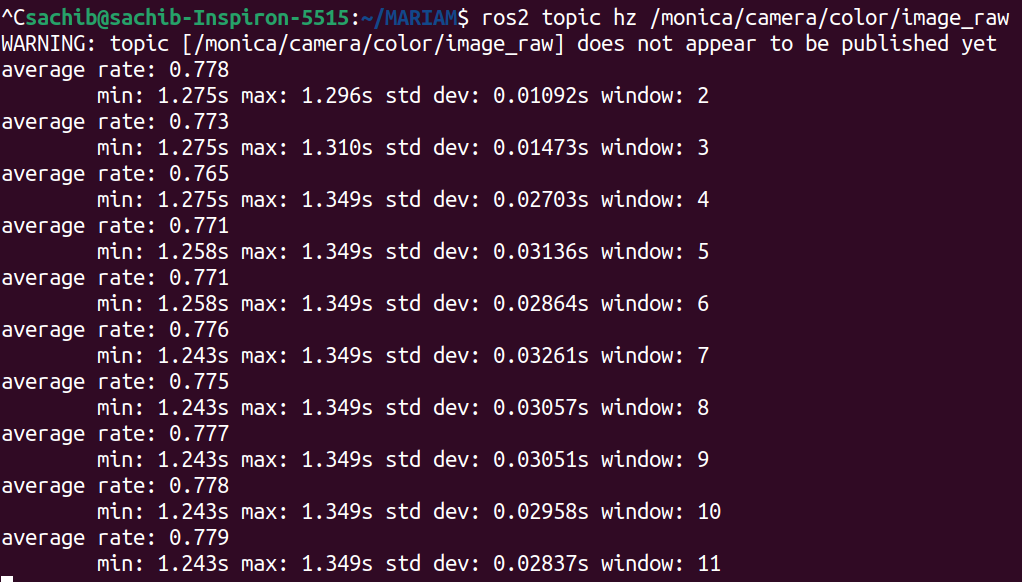 ^Csachib@sachib-Inspiron-5515:~/MARIAM$ ros2 topic hz /monica/camera/color/image_raw
WARNING: topic [/monica/camera/color/image_raw] does not appear to be published yet
average rate: 0.778
        min: 1.275s max: 1.296s std dev: 0.01092s window: 2
average rate: 0.773
        min: 1.275s max: 1.310s std dev: 0.01473s window: 3
average rate: 0.765
        min: 1.275s max: 1.349s std dev: 0.02703s window: 4
average rate: 0.771
        min: 1.258s max: 1.349s std dev: 0.03136s window: 5
average rate: 0.771
        min: 1.258s max: 1.349s std dev: 0.02864s window: 6
average rate: 0.776
        min: 1.243s max: 1.349s std dev: 0.03261s window: 7
average rate: 0.775
        min: 1.243s max: 1.349s std dev: 0.03057s window: 8
average rate: 0.777
        min: 1.243s max: 1.349s std dev: 0.03051s window: 9
average rate: 0.778
        min: 1.243s max: 1.349s std dev: 0.02958s window: 10
average rate: 0.779
        min: 1.243s max: 1.349s std dev: 0.02837s window: 11